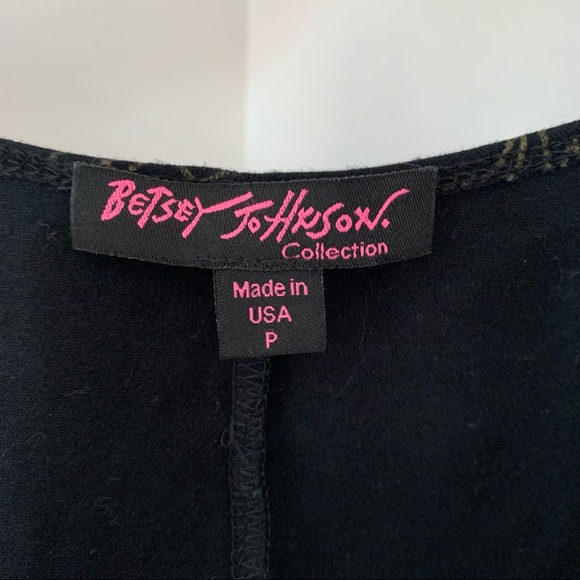 BETSEY JOHNSON.
Collection
Made in
USA
P